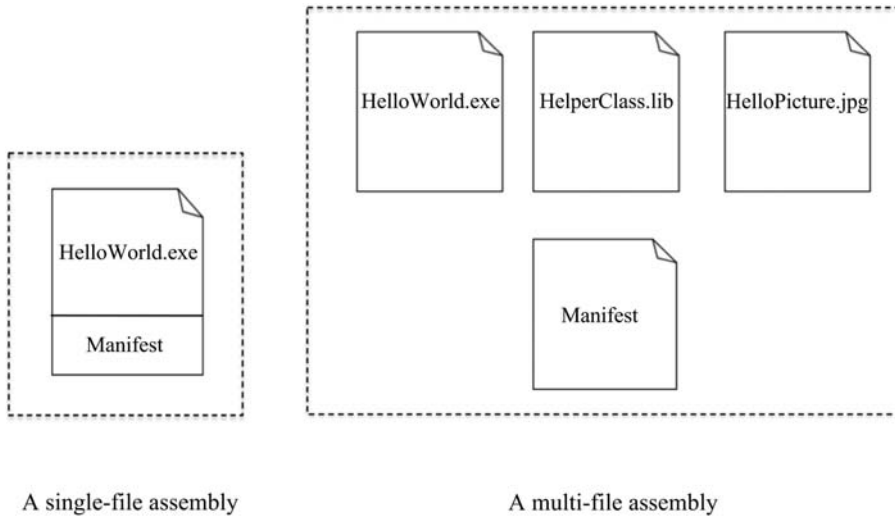 HelloWorld.exe
Manifest
A single-file assembly
HelloWorld.exe
HelperClass.lib
HelloPicture.jpg
Manifest
A multi-file assembly